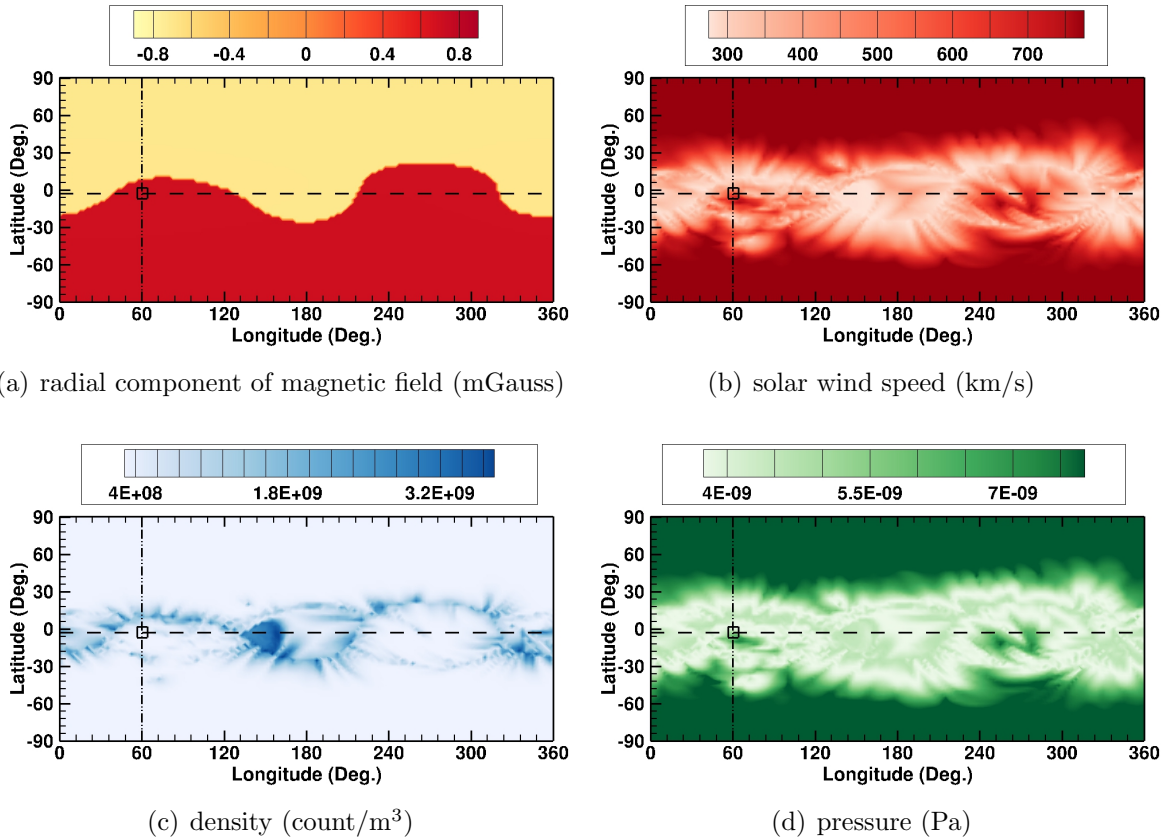 -0.8 -0.4 0 0.4 0.8
300 400 500 600 700
90
60
30
0
-30
-60
-90
Latitude (Deg.)
0 60 120 180 240 300 360
Longitude (Deg.)
90
60
30
0
-30
-60
-90
Latitude (Deg.)
0 60 120 180 240 300 360
Longitude (Deg.)
a) radial component of magnetic field (mGauss)
(b) solar wind speed (km/s)
4E+08 1.8E+09 3.2E+09
4E-09 5.5E-09 7E-09
90
60
30
0
-30
-60
-90
Latitude (Deg.)
0 60 120 180 240 300 360
Longitude (Deg.)
90
60
30
0
-30
-60
-90
Latitude (Deg.)
0 60 120 180 240 300 360
Longitude (Deg.)
(c) density (count/m³)
(d) pressure (Pa)